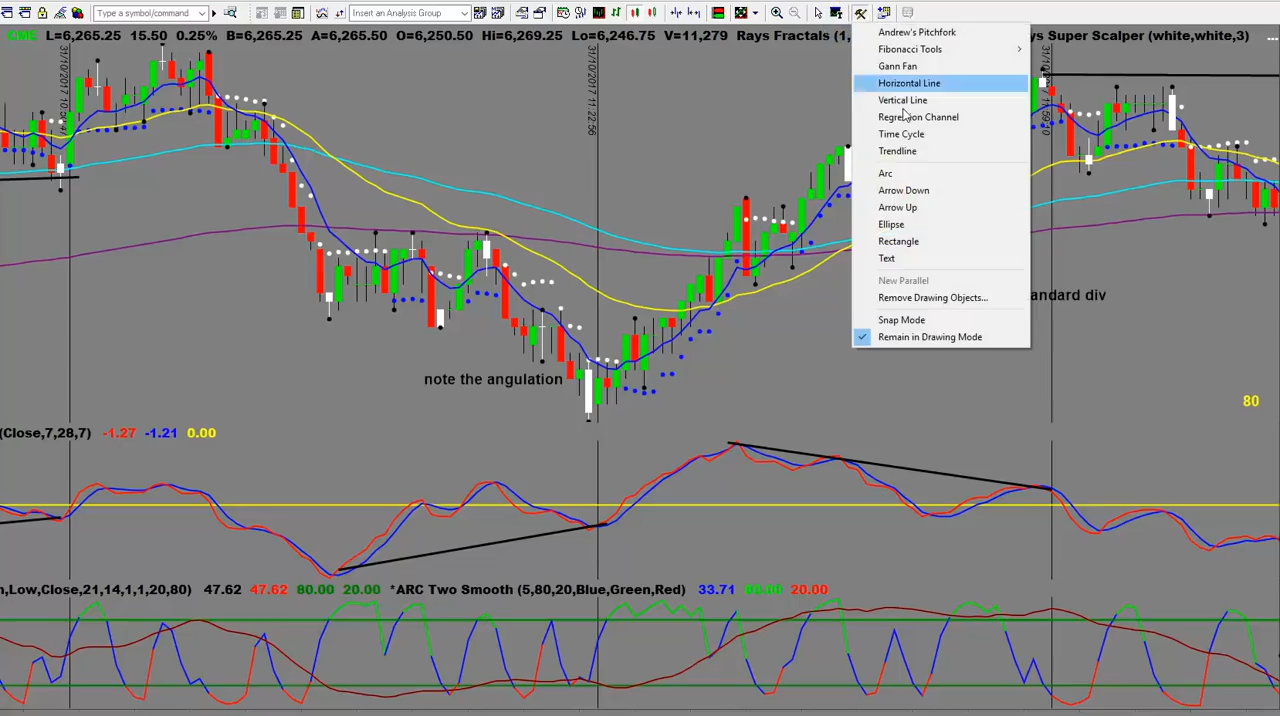 Type a symbol/command
Insert an Analysis Group
CME L=6,265.25 15.50 0.25% B=6,265.25 A=6,265.50 O=6,250.50 Hi=6,269.25 Lo=6,246.75 V=11,279 Rays Fractals (1, ys Super Scalper (white,white,3) ...
31/10/2017 11:22:56
Andrew's Pitchfork
Fibonacci Tools
Gann Fan
Horizontal Line
Vertical Line
Regression Channel
Time Cycle
Trendline
Arc
Arrow Down
Arrow Up
Ellipse
Rectangle
Text
New Parallel
Remove Drawing Objects...
Snap Mode
Remain in Drawing Mode
andard div
note the angulation
80
(Close,7,28,7) -1.27 -1.21 0.00
n,Low,Close,21,14,1,1,20,80) 47.62 47.62 80.00 20.00 *ARC Two Smooth (5,80,20,Blue,Green,Red) 33.71 80.00 20.00